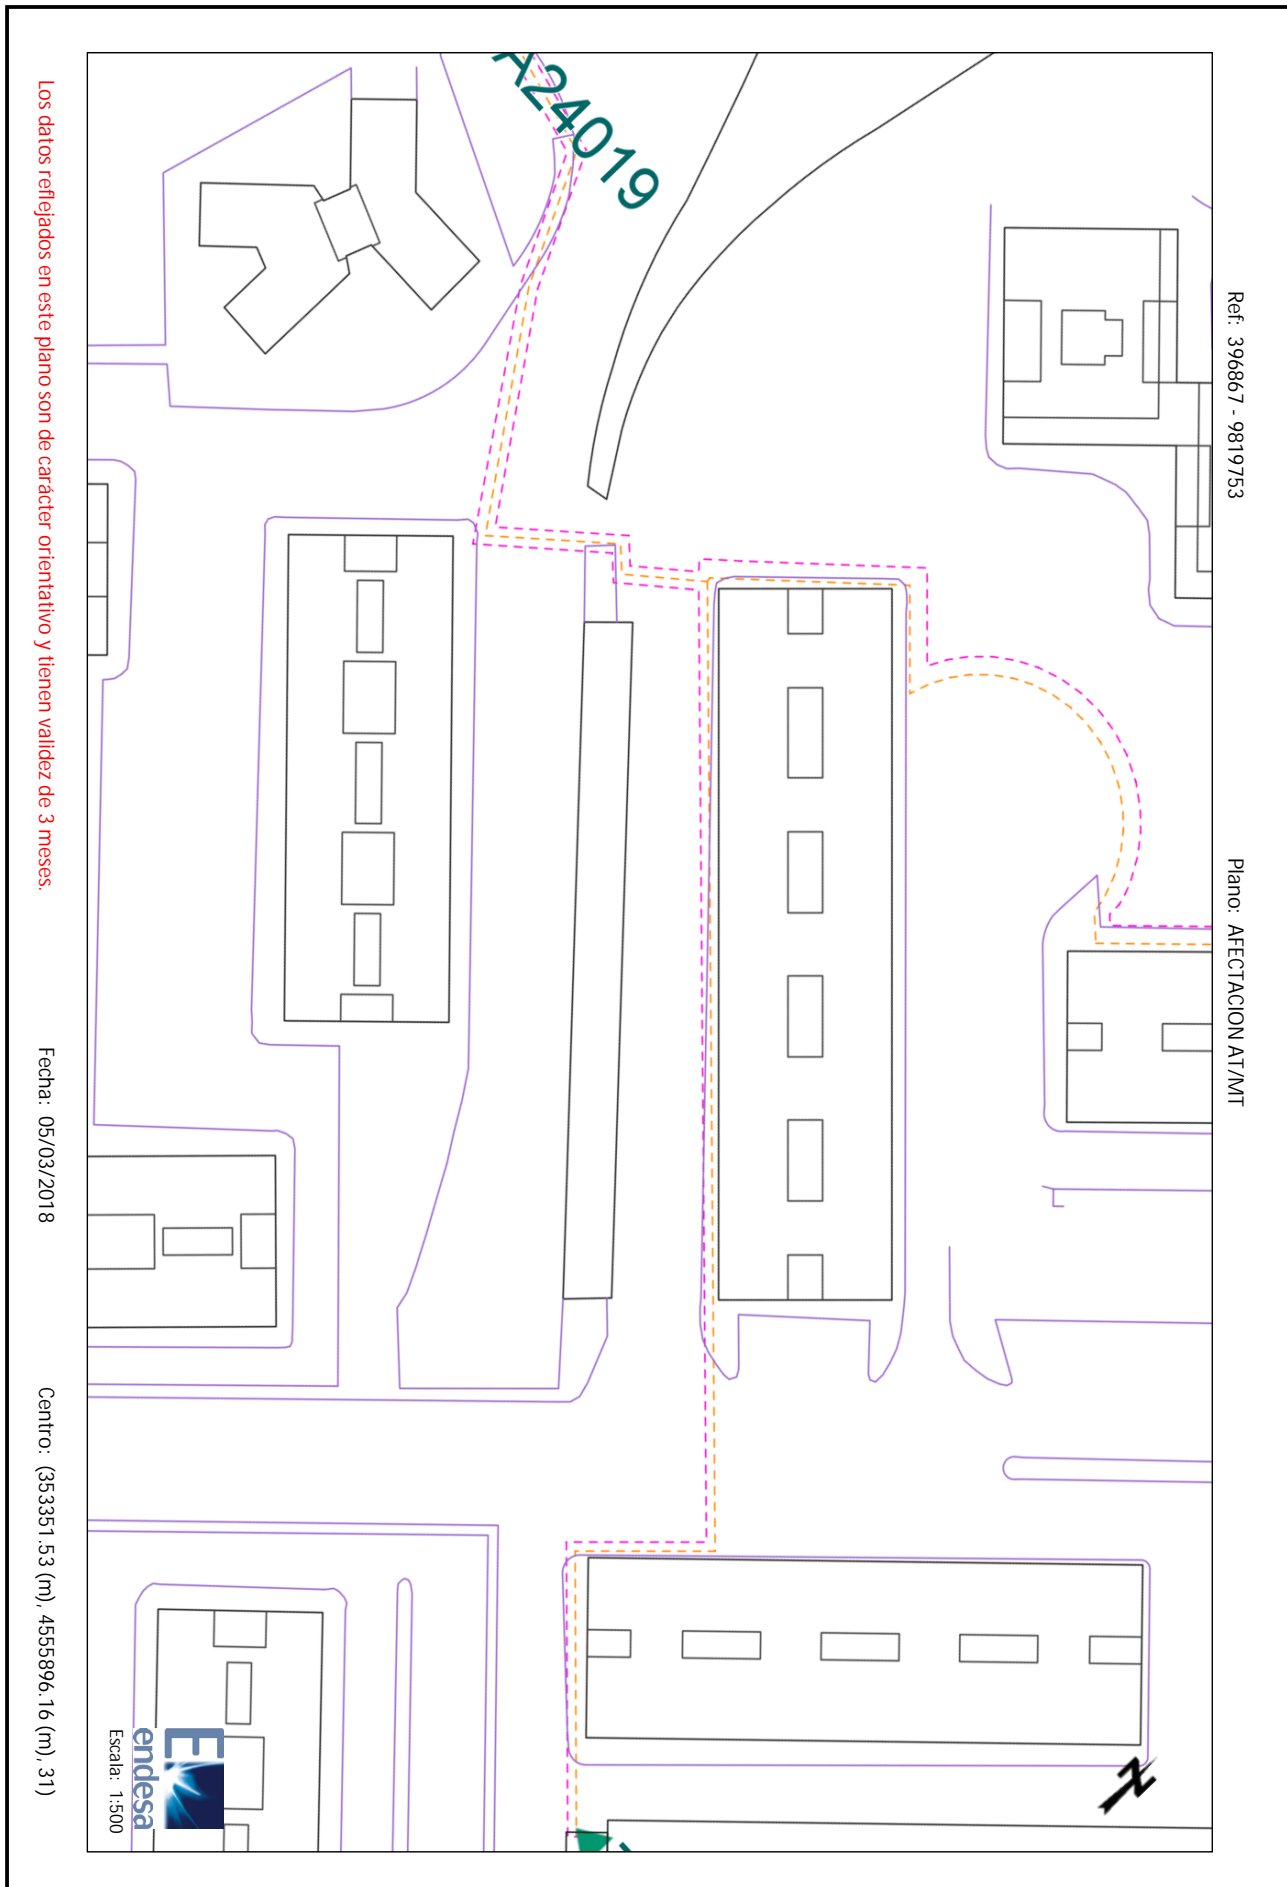 Ref: 396867 - 9819753
Plano: AFECTACION AT/MT
A24019
endesa
Escala: 1:500
Los datos reflejados en este plano son de carácter orientativo y tienen validez de 3 meses.
Fecha: 05/03/2018
Centro: (353351.53 (m), 4555896.16 (m), 31)